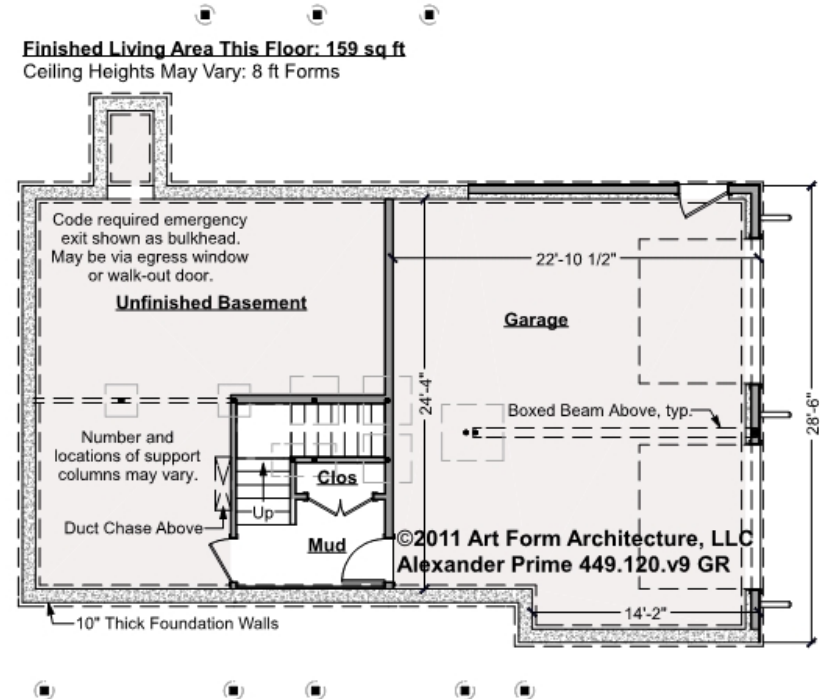 Finished Living Area This Floor: 159 sq ft
Ceiling Heights May Vary: 8 ft Forms
Code required emergency
exit shown as bulkhead.
May be via egress window
or walk-out door.
Unfinished Basement
22'-10 1/2"
Garage
24'-4"
28'-6"
Boxed Beam Above, typ.
Number and
locations of support
columns may vary.
Clos
Up
Duct Chase Above
Mud
©2011 Art Form Architecture, LLC
Alexander Prime 449.120.v9 GR
14'-2"
10" Thick Foundation Walls